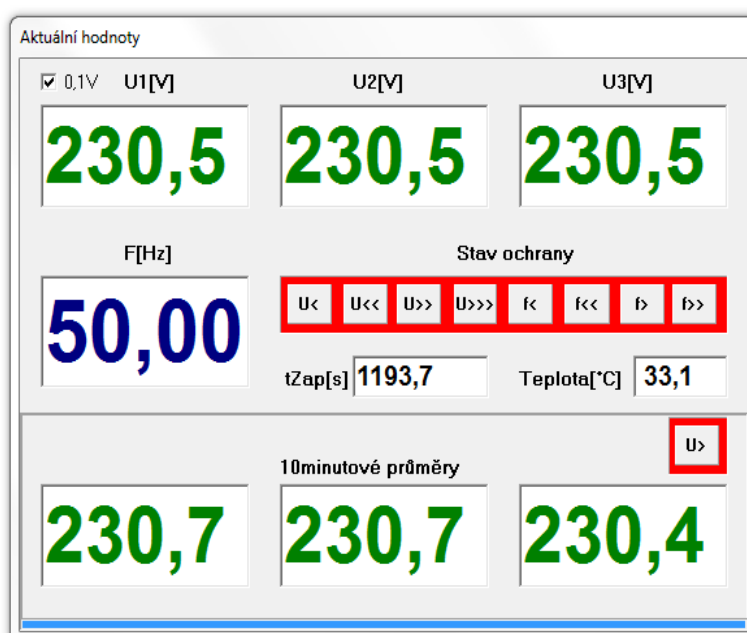 Aktuální hodnoty
0,1V U1[V] U2[V] U3[V]
230,5 230,5 230,5
F[Hz] Stav ochrany
50,00
U< U<< U>> U>>> f< f<< f> f>>
tZap[s] 1193,7 Teplota[°C] 33,1
U>
10minutové průměry
230,7 230,7 230,4